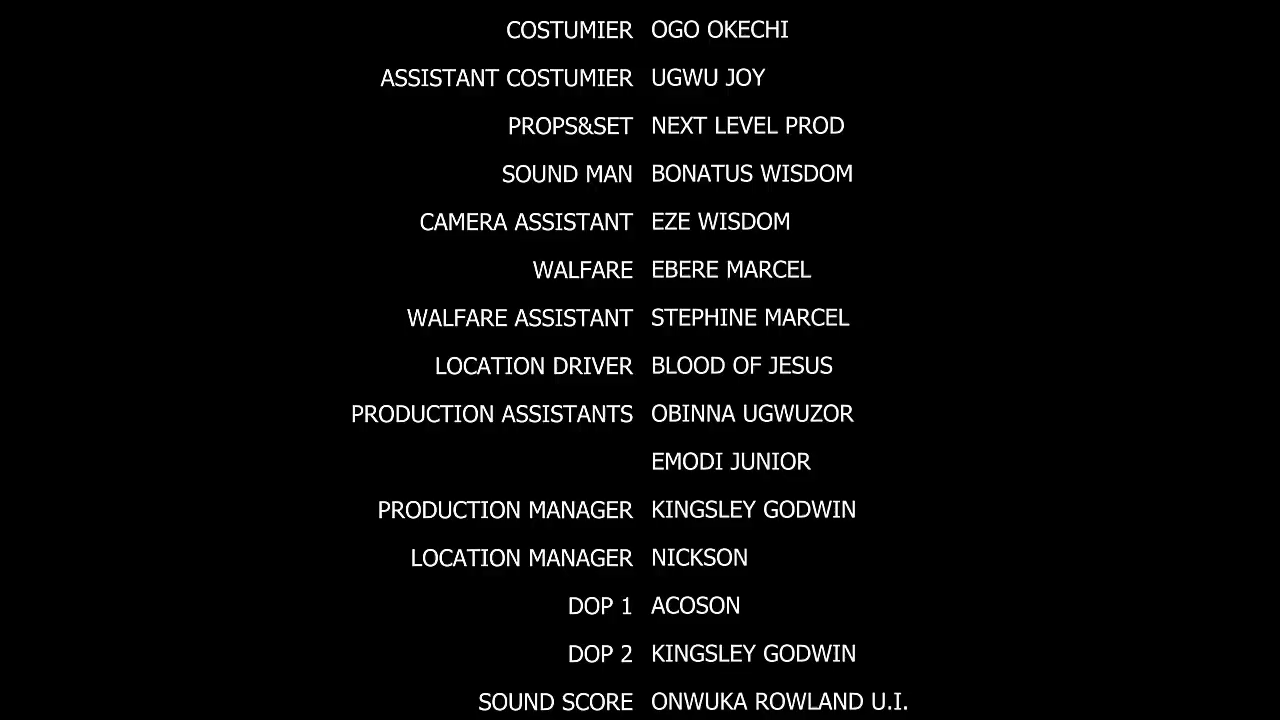 COSTUMIER OGO OKECHI
ASSISTANT COSTUMIER UGWU JOY
PROPS&SET NEXT LEVEL PROD
SOUND MAN BONATUS WISDOM
CAMERA ASSISTANT EZE WISDOM
WALFARE EBERE MARCEL
WALFARE ASSISTANT STEPHINE MARCEL
LOCATION DRIVER BLOOD OF JESUS
PRODUCTION ASSISTANTS OBINNA UGWUZOR
EMODI JUNIOR
PRODUCTION MANAGER KINGSLEY GODWIN
LOCATION MANAGER NICKSON
DOP 1 ACOSON
DOP 2 KINGSLEY GODWIN
SOUND SCORE ONWUKA ROWLAND U.I.